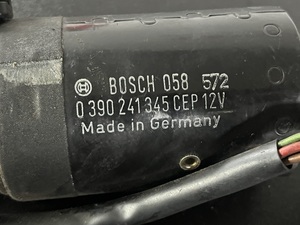 BOSCH 058 572
0 390 241 345 CEP 12V
Made in Germany